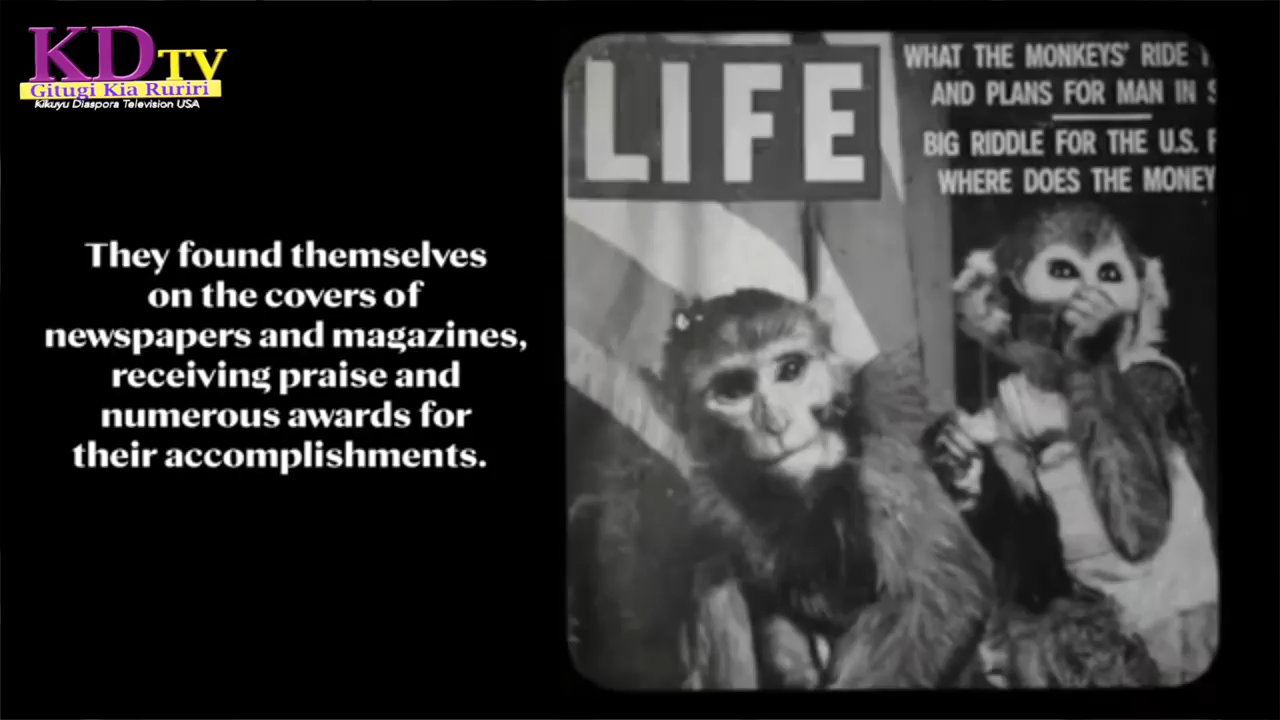 KDTV
Gitugi Kia Ruriri
Kikuyu Diaspora Television USA
They found themselves
on the covers of
newspapers and magazines,
receiving praise and
numerous awards for
their accomplishments.
LIFE
WHAT THE MONKEYS' RIDE
AND PLANS FOR MAN IN
BIG RIDDLE FOR THE U.S.
WHERE DOES THE MONEY